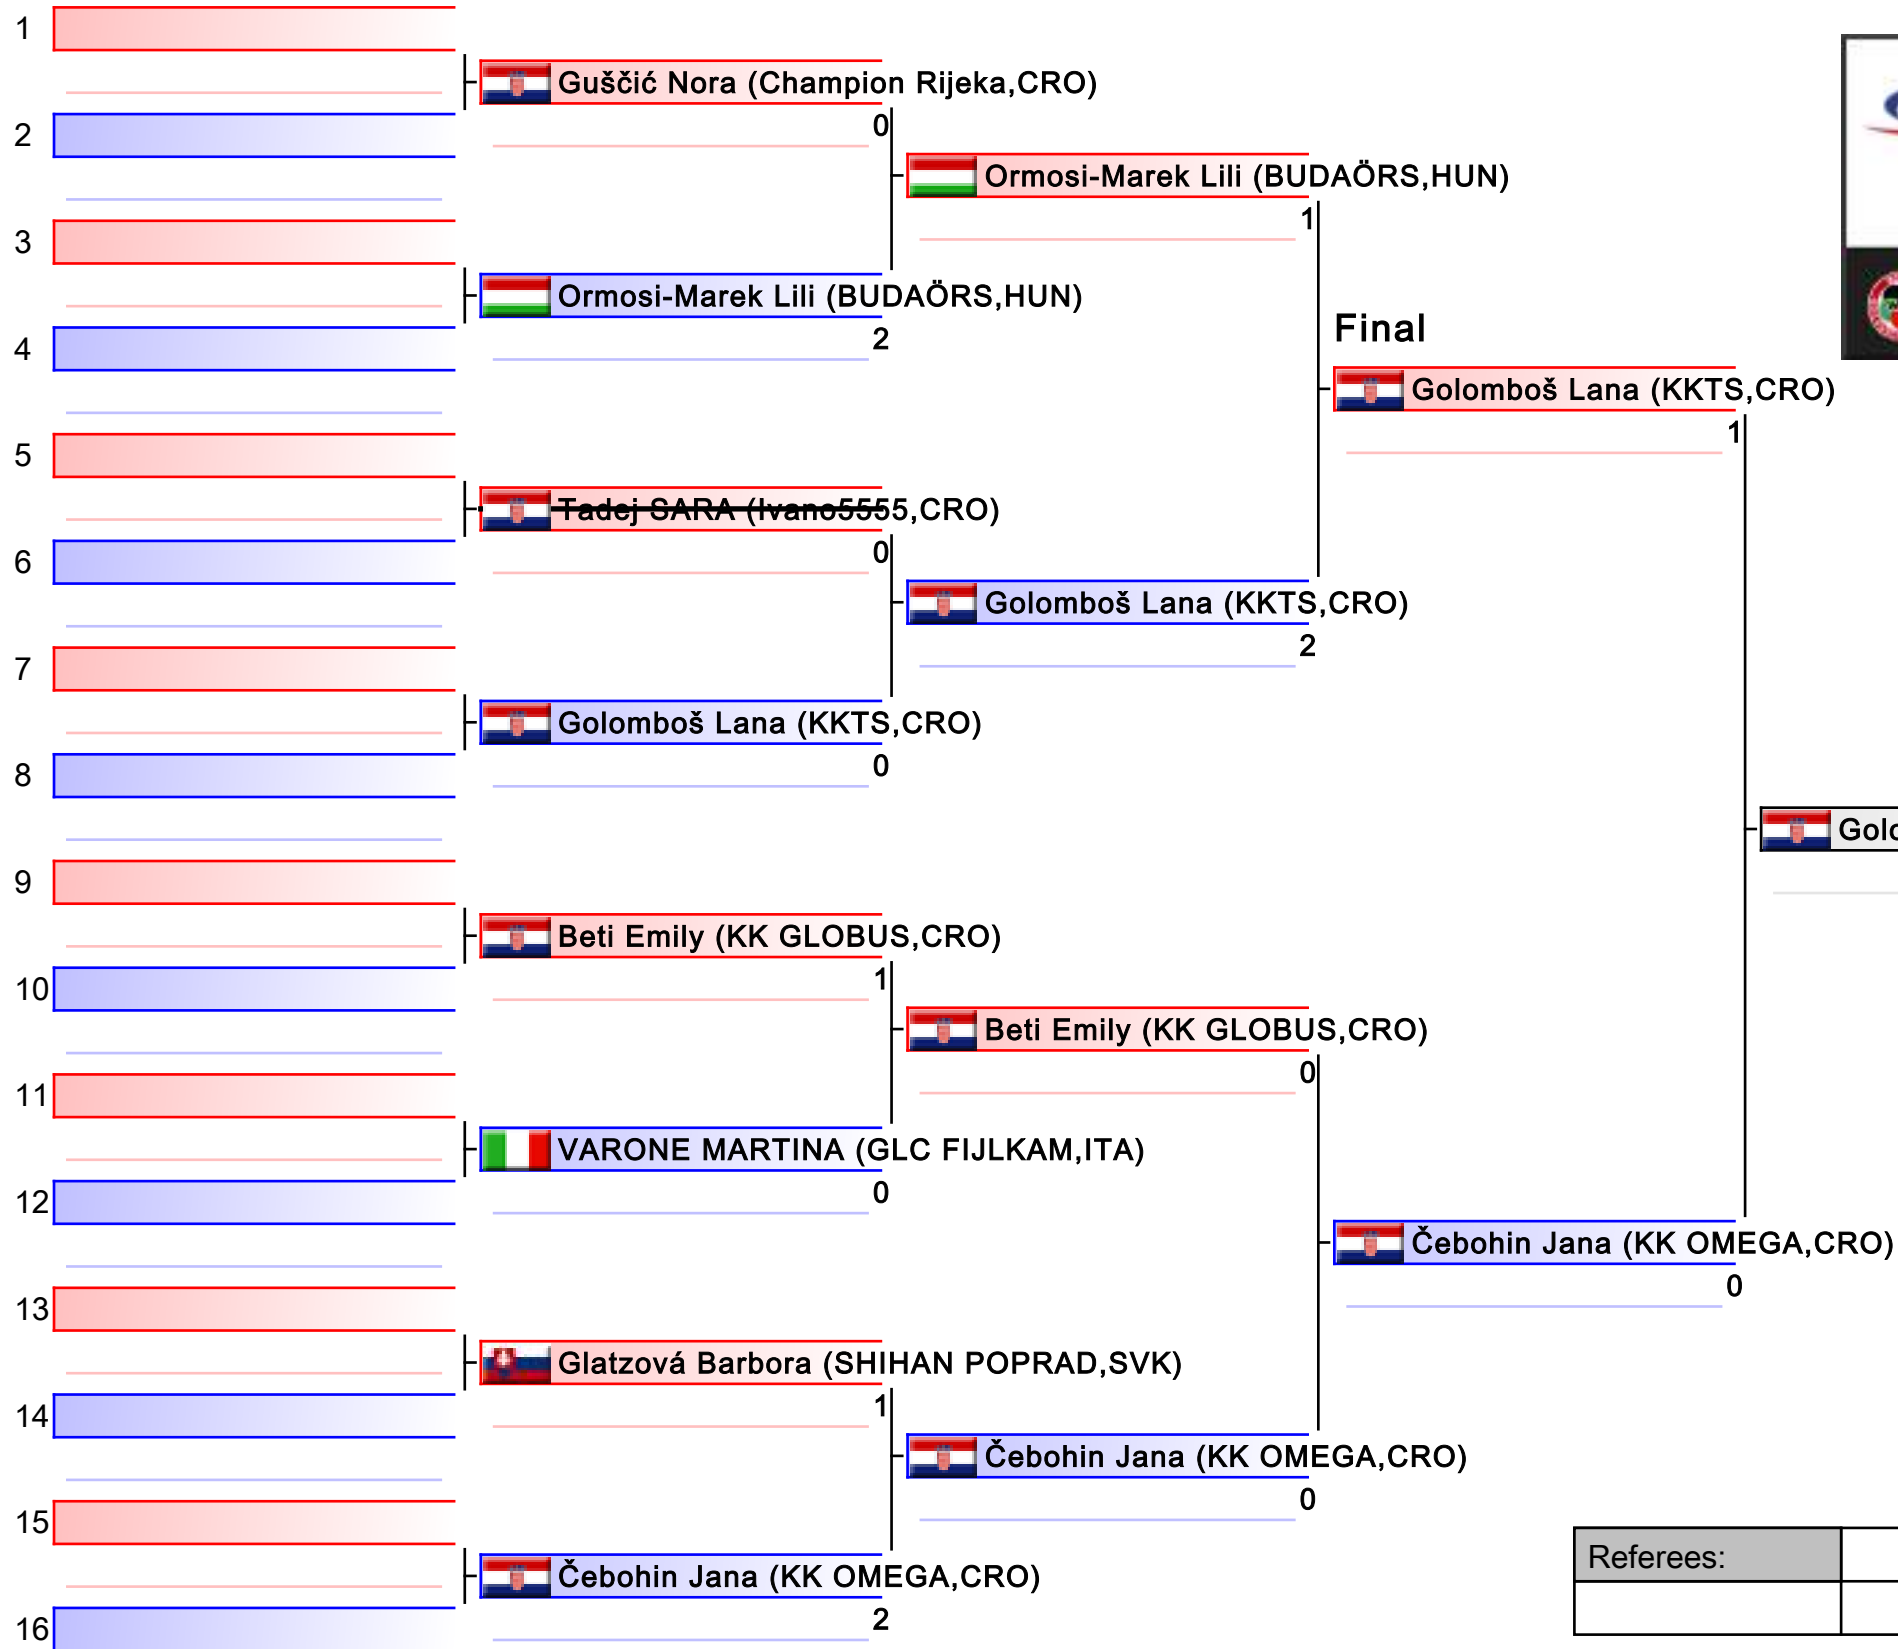 1
Guščić Nora (Champion Rijeka,CRO)
0
2
Ormosi-Marek Lili (BUDAÖRS,HUN)
1
3
Ormosi-Marek Lili (BUDAÖRS,HUN)
2
4
Final
Golomboš Lana (KKTS,CRO)
1
5
Tadej SARA (Ivano5555,CRO)
0
6
Golomboš Lana (KKTS,CRO)
2
7
Golomboš Lana (KKTS,CRO)
0
8
Golo
9
Beti Emily (KK GLOBUS,CRO)
1
10
Beti Emily (KK GLOBUS,CRO)
0
11
VARONE MARTINA (GLC FIJLKAM,ITA)
0
12
Čebohin Jana (KK OMEGA,CRO)
0
13
Glatzová Barbora (SHIHAN POPRAD,SVK)
1
14
Čebohin Jana (KK OMEGA,CRO)
0
15
Čebohin Jana (KK OMEGA,CRO)
2
16
Referees: